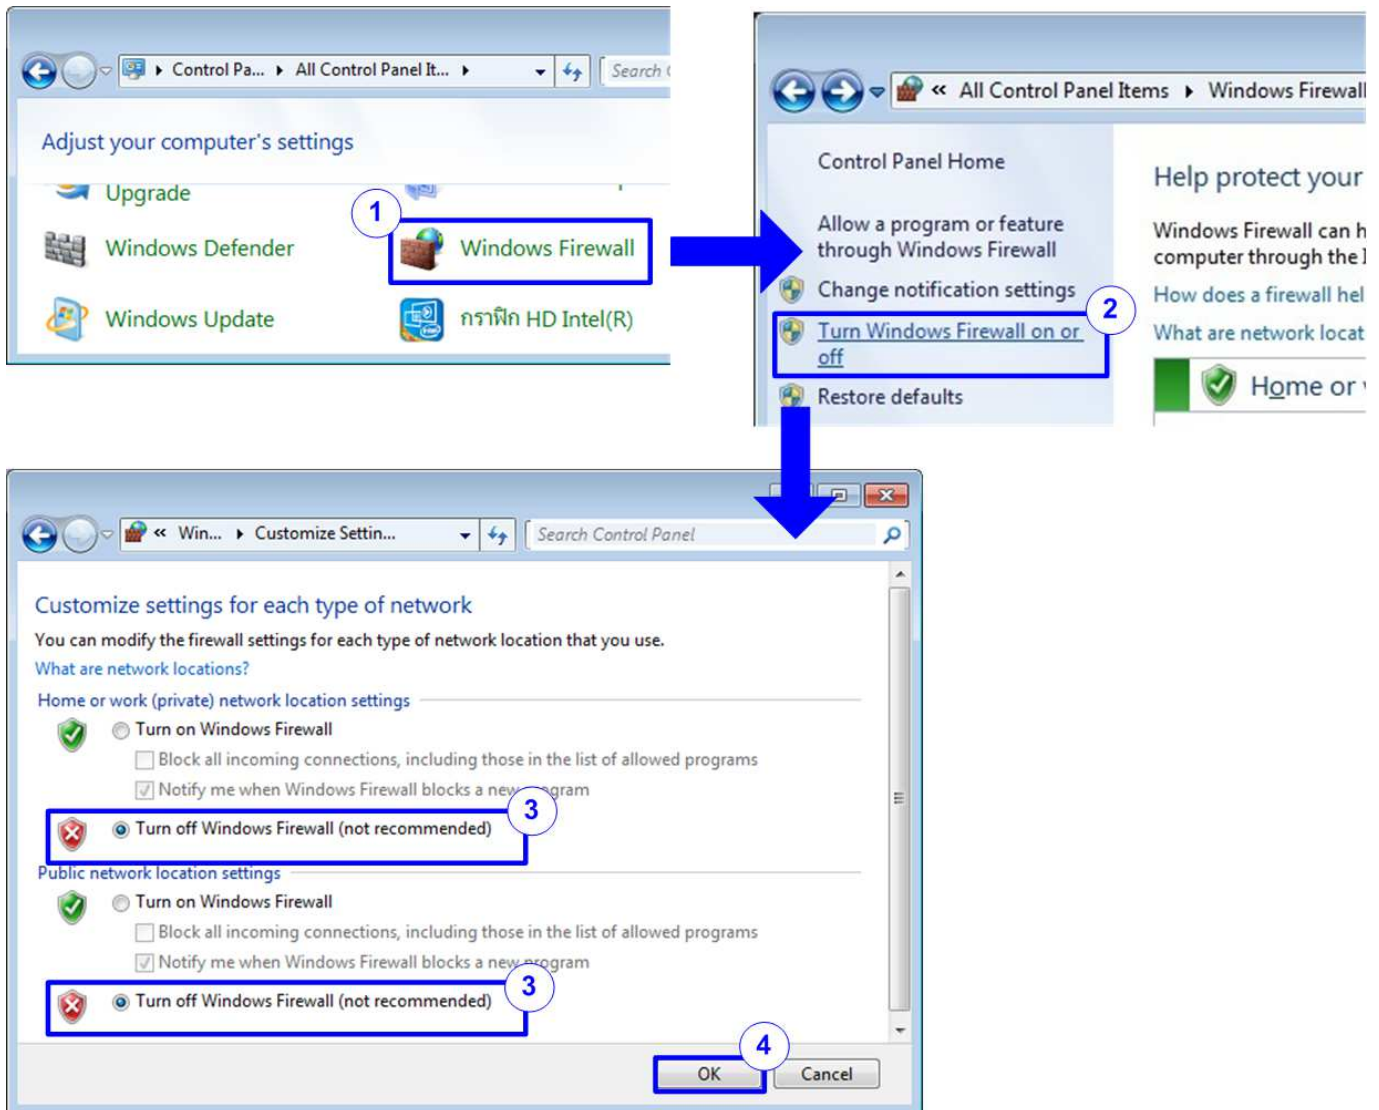 Control Pa... All Control Panel It...
Search
Adjust your computer's settings
Upgrade
1
Windows Defender
Windows Firewall
Windows Update
กราฟิก HD Intel(R)
« All Control Panel Items Windows Firewall
Control Panel Home
Allow a program or feature
through Windows Firewall
Change notification settings
2
Turn Windows Firewall on or
off
Restore defaults
Help protect your
Windows Firewall can h
computer through the I
How does a firewall hel
What are network locat
Home or
« Win... Customize Settin...
Search Control Panel
Customize settings for each type of network
You can modify the firewall settings for each type of network location that you use.
What are network locations?
Home or work (private) network location settings
Turn on Windows Firewall
Block all incoming connections, including those in the list of allowed programs
Notify me when Windows Firewall blocks a new program
3
Turn off Windows Firewall (not recommended)
Public network location settings
Turn on Windows Firewall
Block all incoming connections, including those in the list of allowed programs
Notify me when Windows Firewall blocks a new program
3
Turn off Windows Firewall (not recommended)
4
OK
Cancel